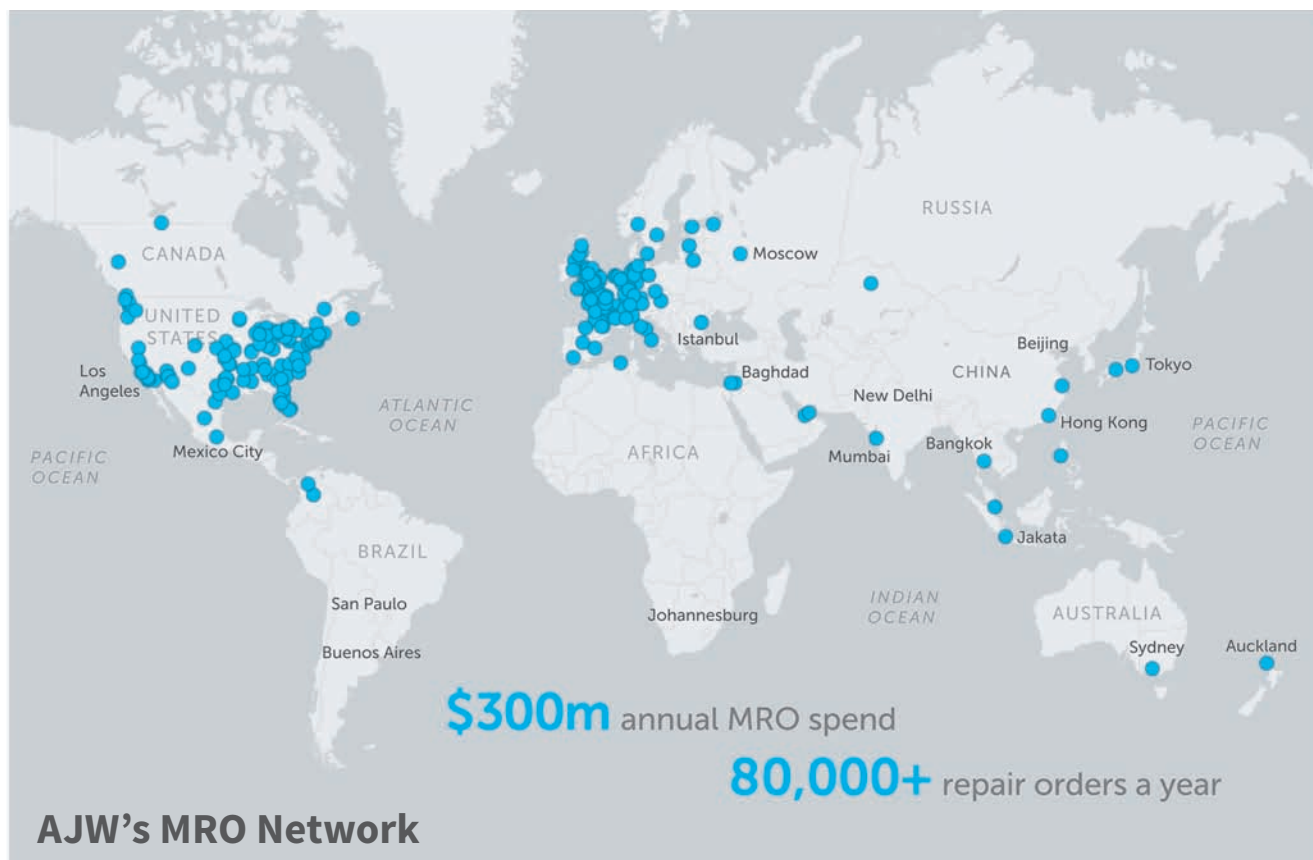 RUSSIA
CANADA
Moscow
UNITED
STATES
Istanbul
Beijing
Los
Angeles
Baghdad
CHINA
Tokyo
ATLANTIC
OCEAN
New Delhi
Hong Kong
PACIFIC
OCEAN
Mexico City
AFRICA
Mumbai
Bangkok
PACIFIC
OCEAN
Jakata
BRAZIL
San Paulo
Johannesburg
INDIAN
OCEAN
AUSTRALIA
Buenos Aires
Sydney
Auckland
$300m annual MRO spend
80,000+ repair orders a year
AJW's MRO Network